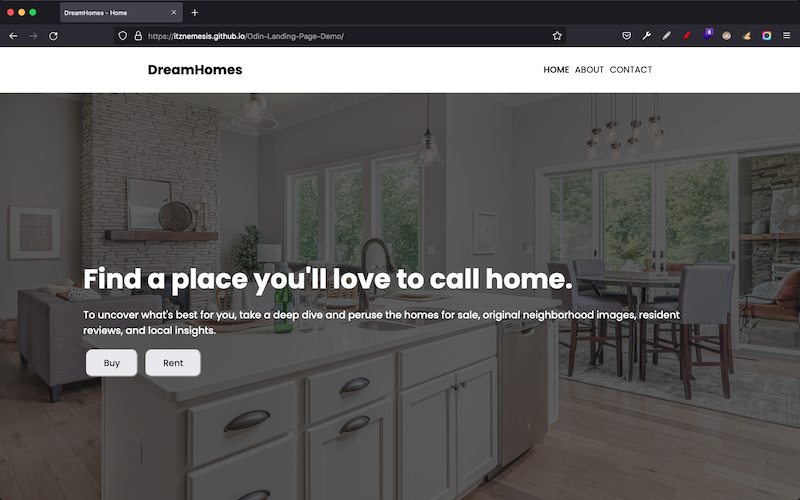 DreamHomes - Home
https://itznemesis.github.io/Odin-Landing-Page-Demo/
6
DreamHomes
HOME ABOUT CONTACT
Find a place you'll love to call home.
To uncover what's best for you, take a deep dive and peruse the homes for sale, original neighborhood images, resident
reviews, and local insights.
Buy Rent